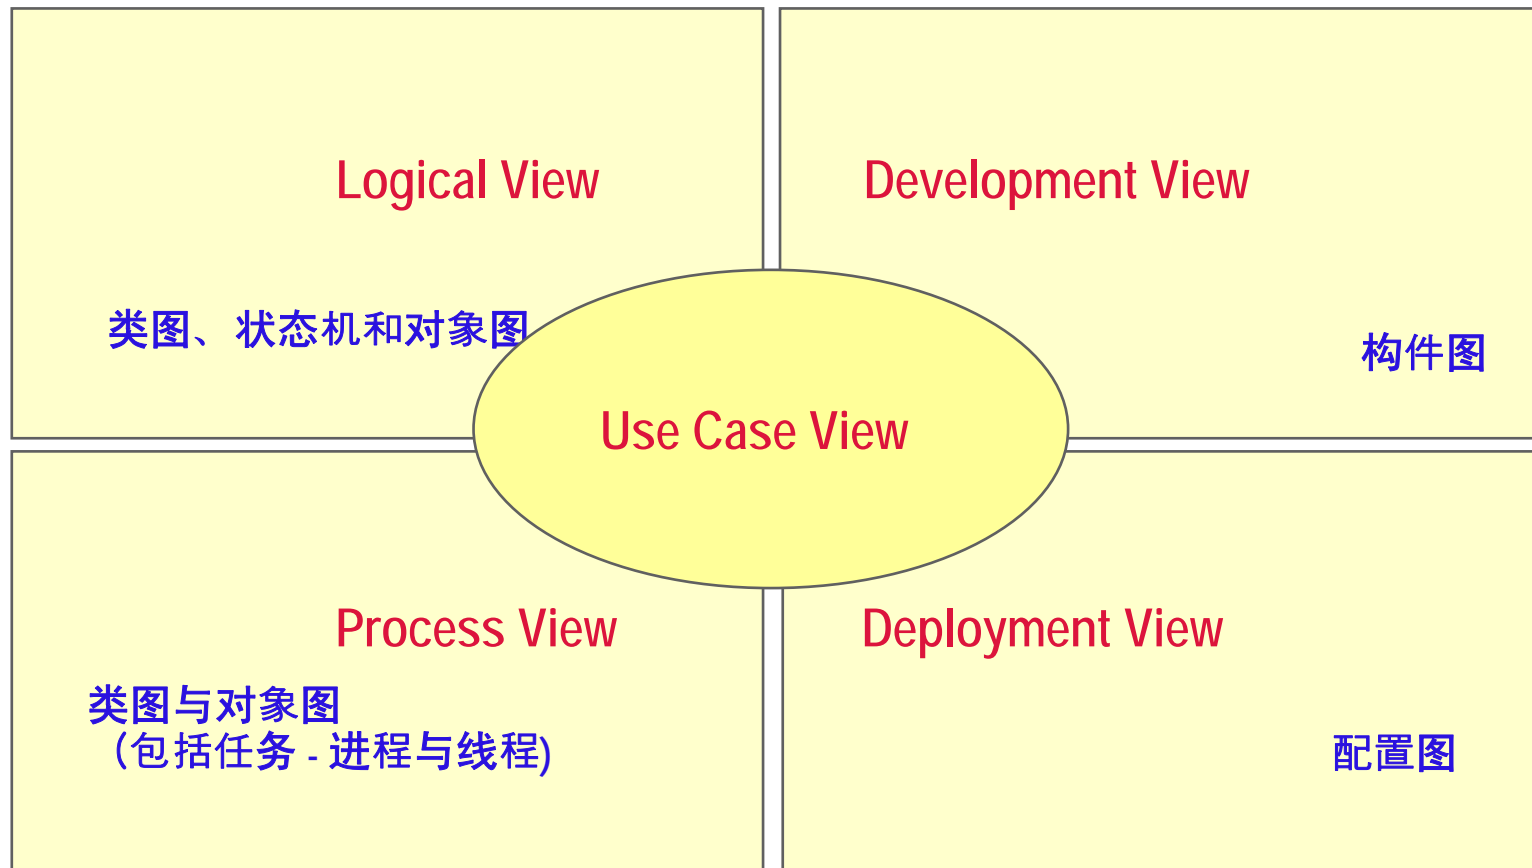 Logical View
类图、状态机和对象图
Development View
构件图
Use Case View
Process View
类图与对象图
（包括任务 - 进程与线程)
Deployment View
配置图